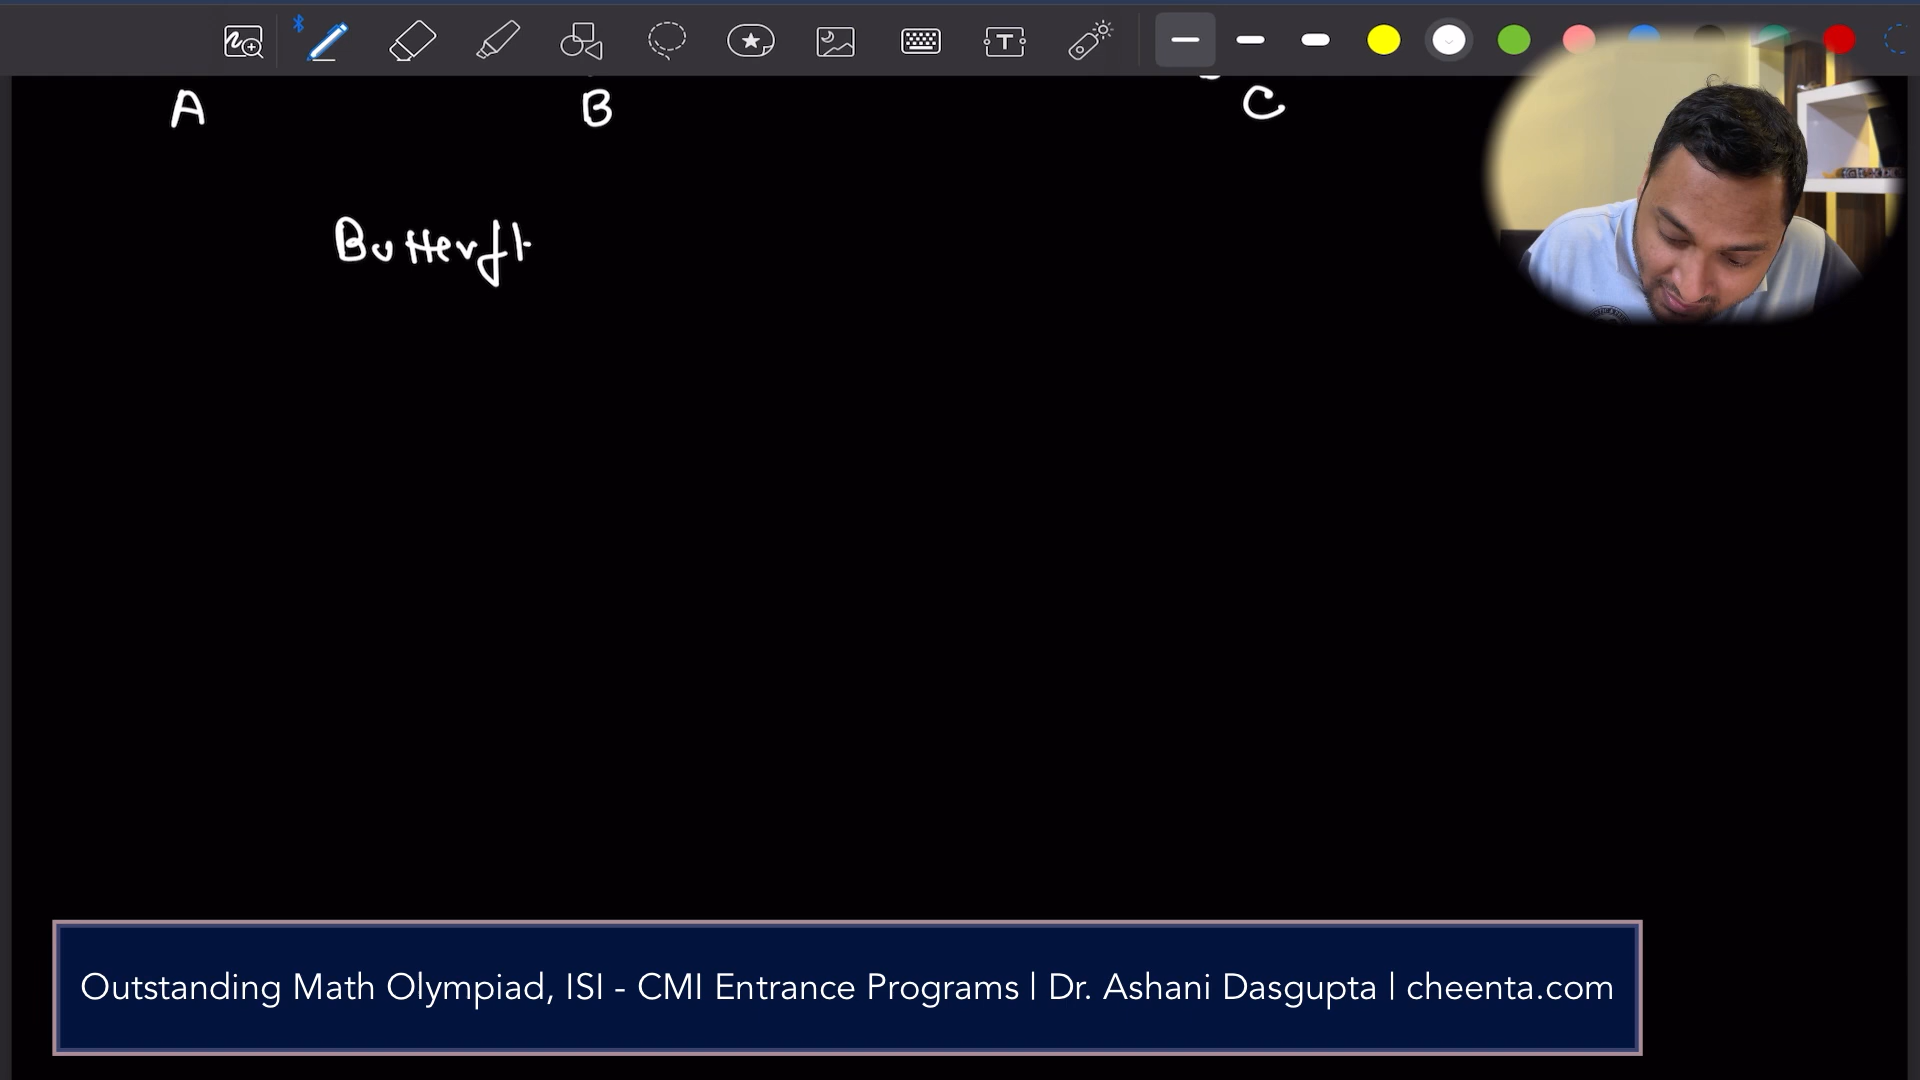 A B C
Butterfl
Outstanding Math Olympiad, ISI - CMI Entrance Programs | Dr. Ashani Dasgupta | cheenta.com